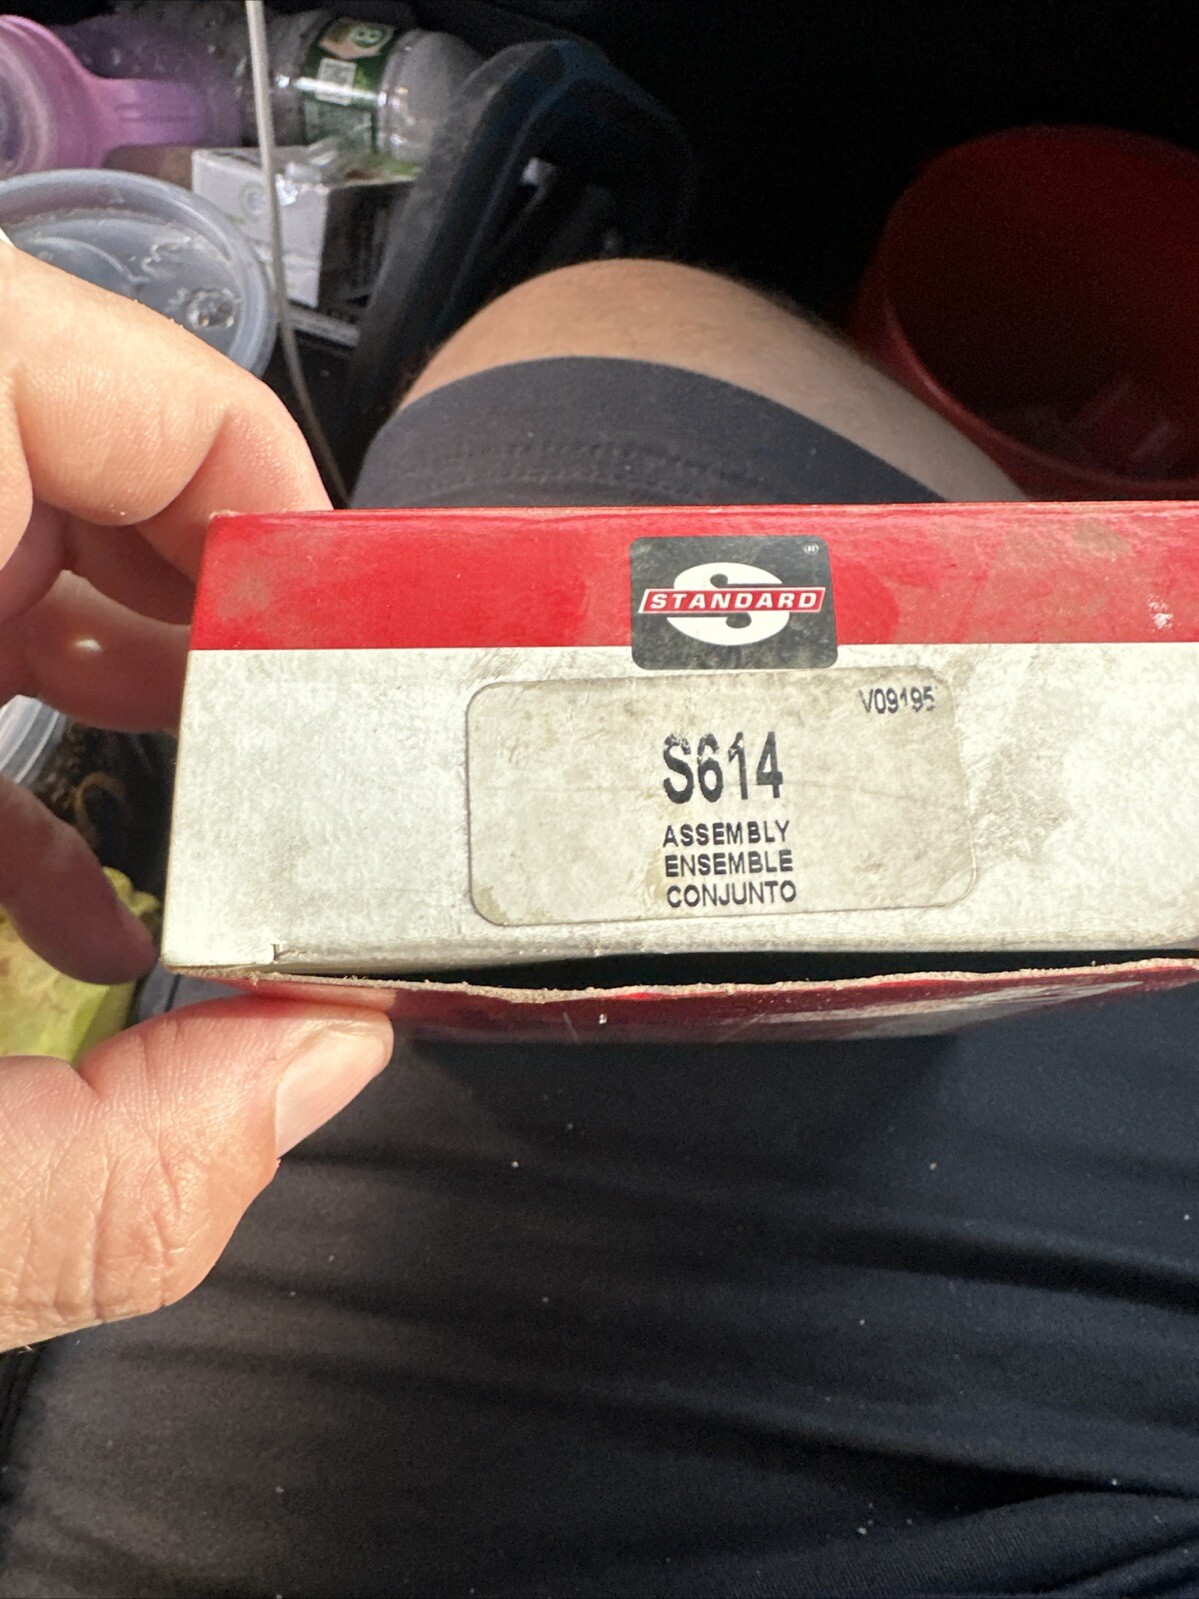 S
STANDARD
®
V09195
S614
ASSEMBLY
ENSEMBLE
CONJUNTO